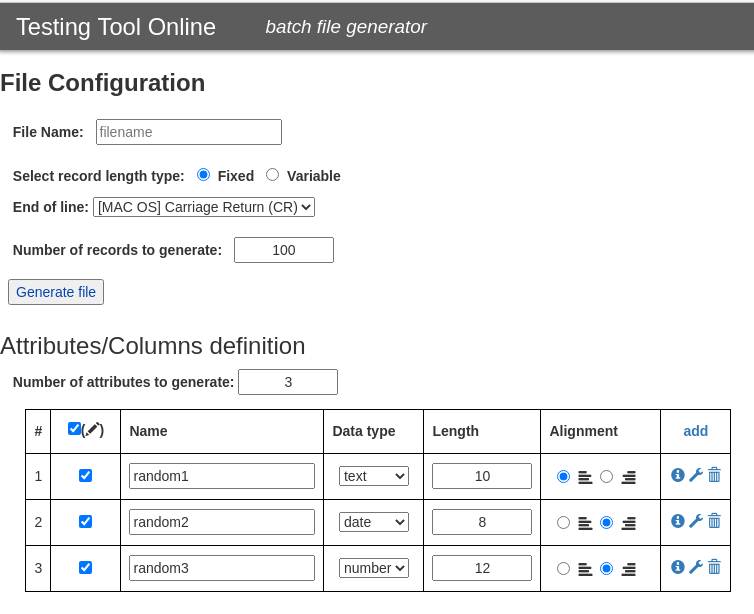 Testing Tool Online batch file generator
File Configuration
File Name: filename
Select record length type: Fixed Variable
End of line: [MAC OS] Carriage Return (CR)
Number of records to generate: 100
Generate file
Attributes/Columns definition
Number of attributes to generate: 3
# ( ) Name Data type Length Alignment add
1 random1 text 10
2 random2 date 8
3 random3 number 12